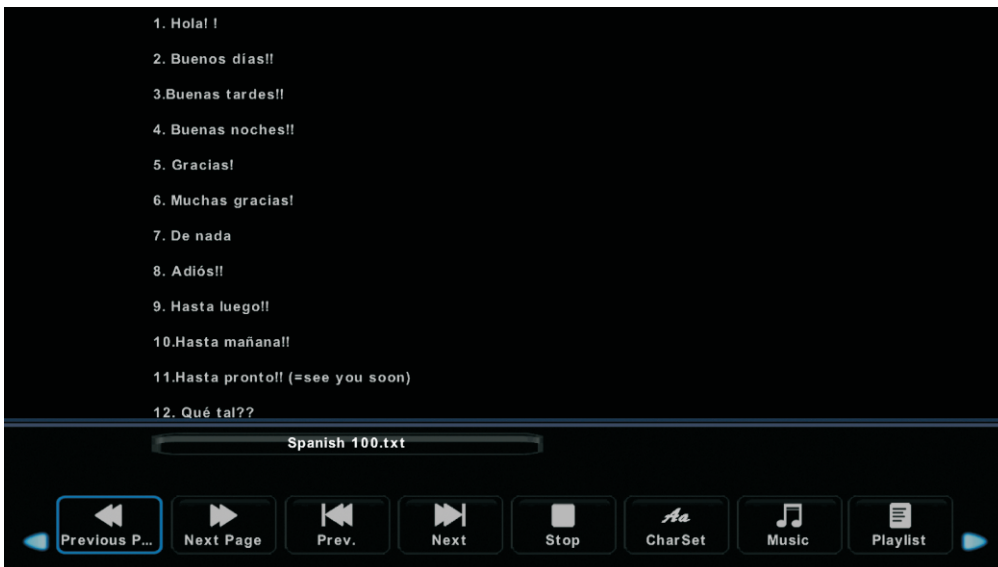 1. Hola! !
2. Buenos días!!
3.Buenas tardes!!
4. Buenas noches!!
5. Gracias!
6. Muchas gracias!
7. De nada
8. Adiós!!
9. Hasta luego!!
10.Hasta mañana!!
11.Hasta pronto!! (=see you soon)
12. Qué tal??
Spanish 100.txt
Previous P... Next Page Prev. Next Stop CharSet Music Playlist